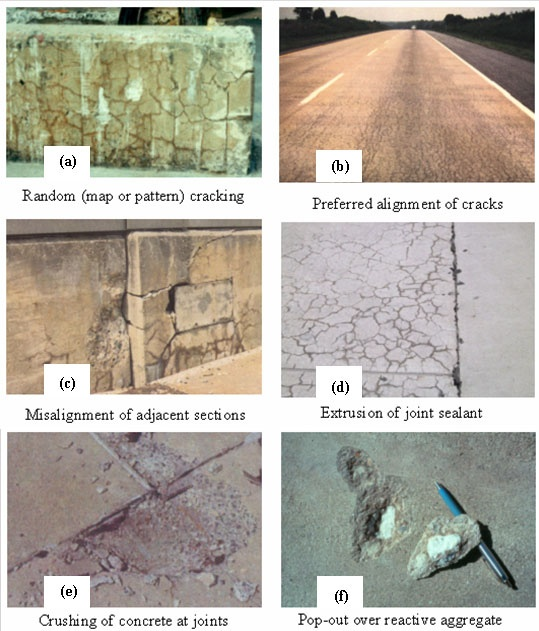 (a)
(b)
Random (map or pattern) cracking
Preferred alignment of cracks
(c)
(d)
Misalignment of adjacent sections
Extrusion of joint sealant
(e)
(f)
Crushing of concrete at joints
Pop-out over reactive aggregate